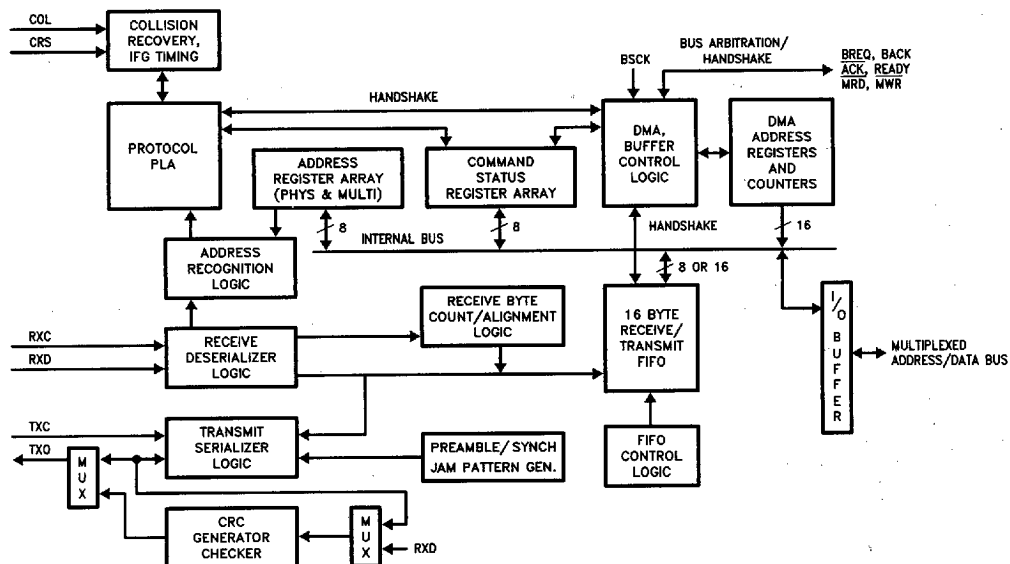 COL
CRS
COLLISION
RECOVERY,
IFG TIMING
BUS ARBITRATION/
HANDSHAKE
BSCK
BREQ, BACK
ACK, READY
MRD, MWR
HANDSHAKE
PROTOCOL
PLA
ADDRESS
REGISTER ARRAY
(PHYS & MULTI)
COMMAND
STATUS
REGISTER ARRAY
DMA,
BUFFER
CONTROL
LOGIC
DMA
ADDRESS
REGISTERS
AND
COUNTERS
8
8
HANDSHAKE
16
INTERNAL BUS
ADDRESS
RECOGNITION
LOGIC
8 OR 16
RXC
RXD
RECEIVE
DESERIALIZER
LOGIC
RECEIVE BYTE
COUNT/ALIGNMENT
LOGIC
16 BYTE
RECEIVE/
TRANSMIT
FIFO
I/O
BUFFER
MULTIPLEXED
ADDRESS/DATA BUS
TXC
TXO
TRANSMIT
SERIALIZER
LOGIC
PREAMBLE/SYNCH
JAM PATTERN GEN.
FIFO
CONTROL
LOGIC
MUX
CRC
GENERATOR
CHECKER
MUX
RXD